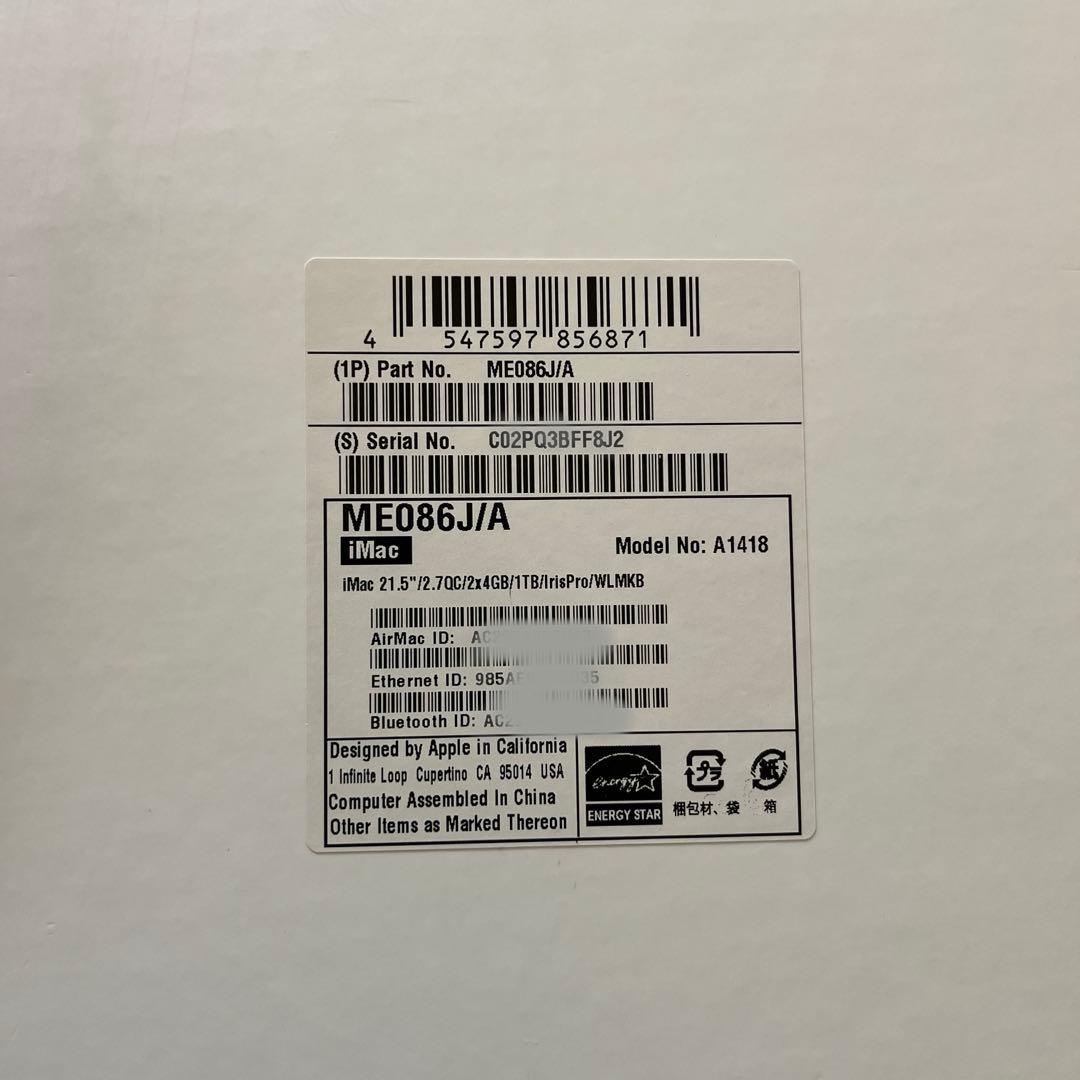 4 547597 856871
(1P) Part No. ME086J/A
(S) Serial No. C02PQ3BFF8J2
ME086J/A
iMac
Model No: A1418
iMac 21.5"/2.7QC/2x4GB/1TB/IrisPro/WLMKB
AirMac ID:
Ethernet ID:
Bluetooth ID:
Designed by Apple in California
1 Infinite Loop Cupertino CA 95014 USA
Computer Assembled In China
Other Items as Marked Thereon
Energy
ENERGY STAR
プラ
梱包材、袋
紙
箱